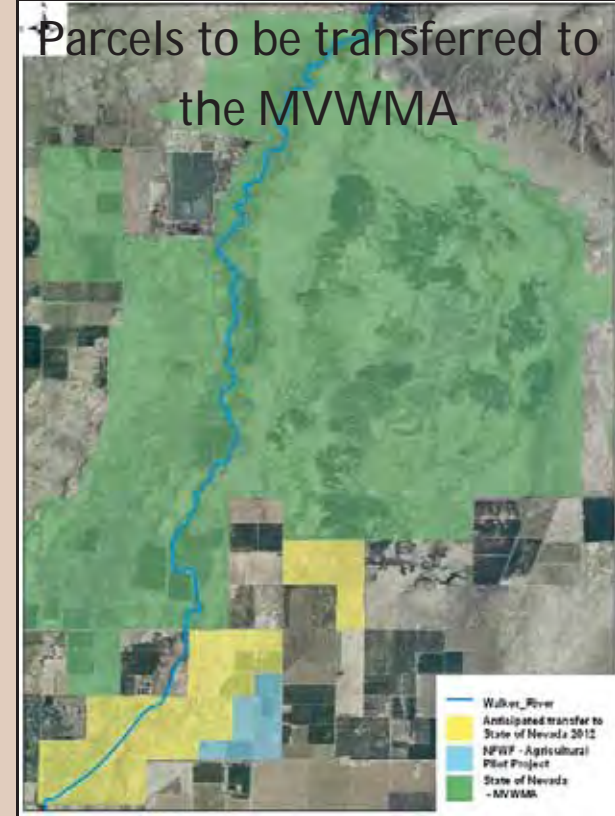 Parcels to be transferred to
the MVWMA
Walker_River
Anticipated transfer to
State of Nevada 2012
NFWF - Agricultural
Pilot Project
State of Nevada
- MVWMA